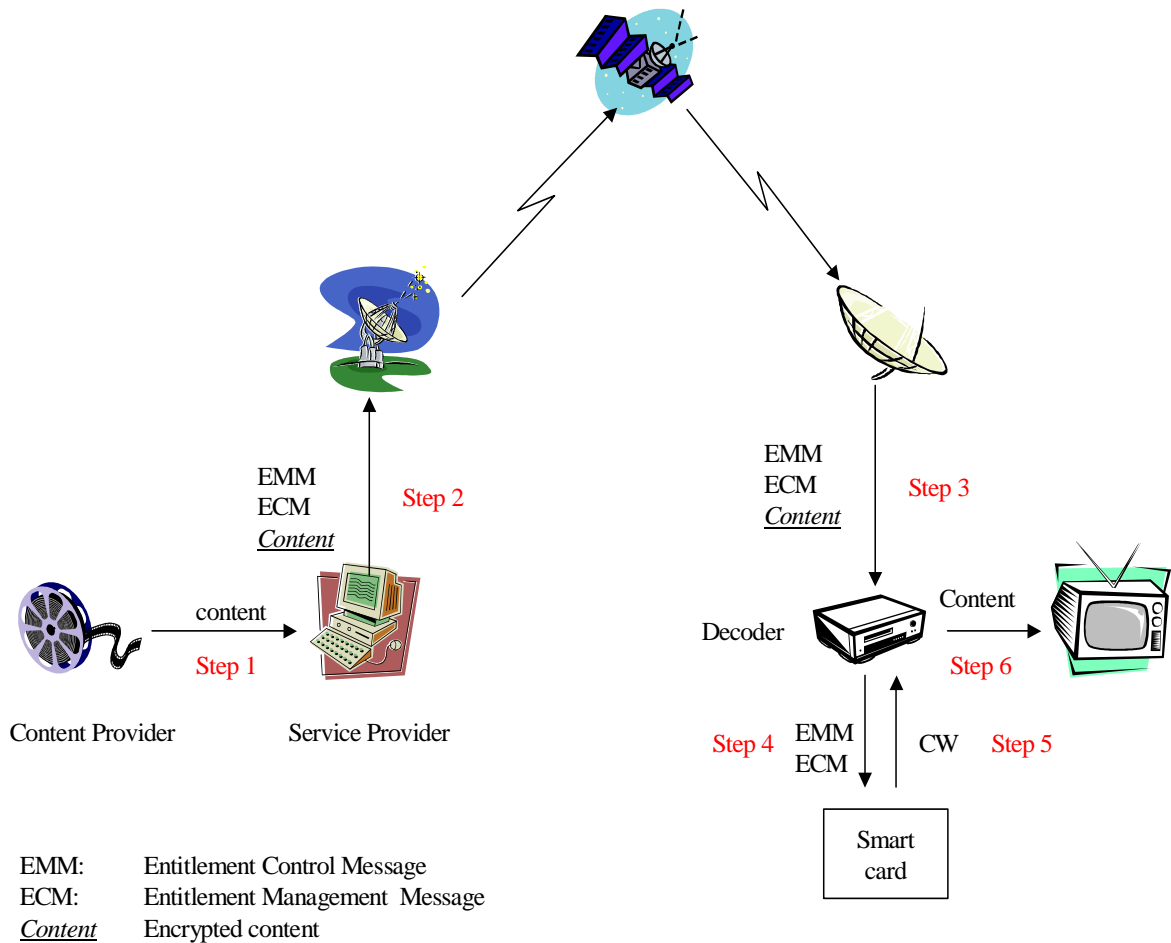 EMM
ECM
Content
Step 2
EMM
ECM
Content
Step 3
content
Step 1
Content Provider
Service Provider
Decoder
Content
Step 6
Step 4
EMM
ECM
CW
Step 5
Smart
card
EMM: Entitlement Control Message
ECM: Entitlement Management Message
Content Encrypted content